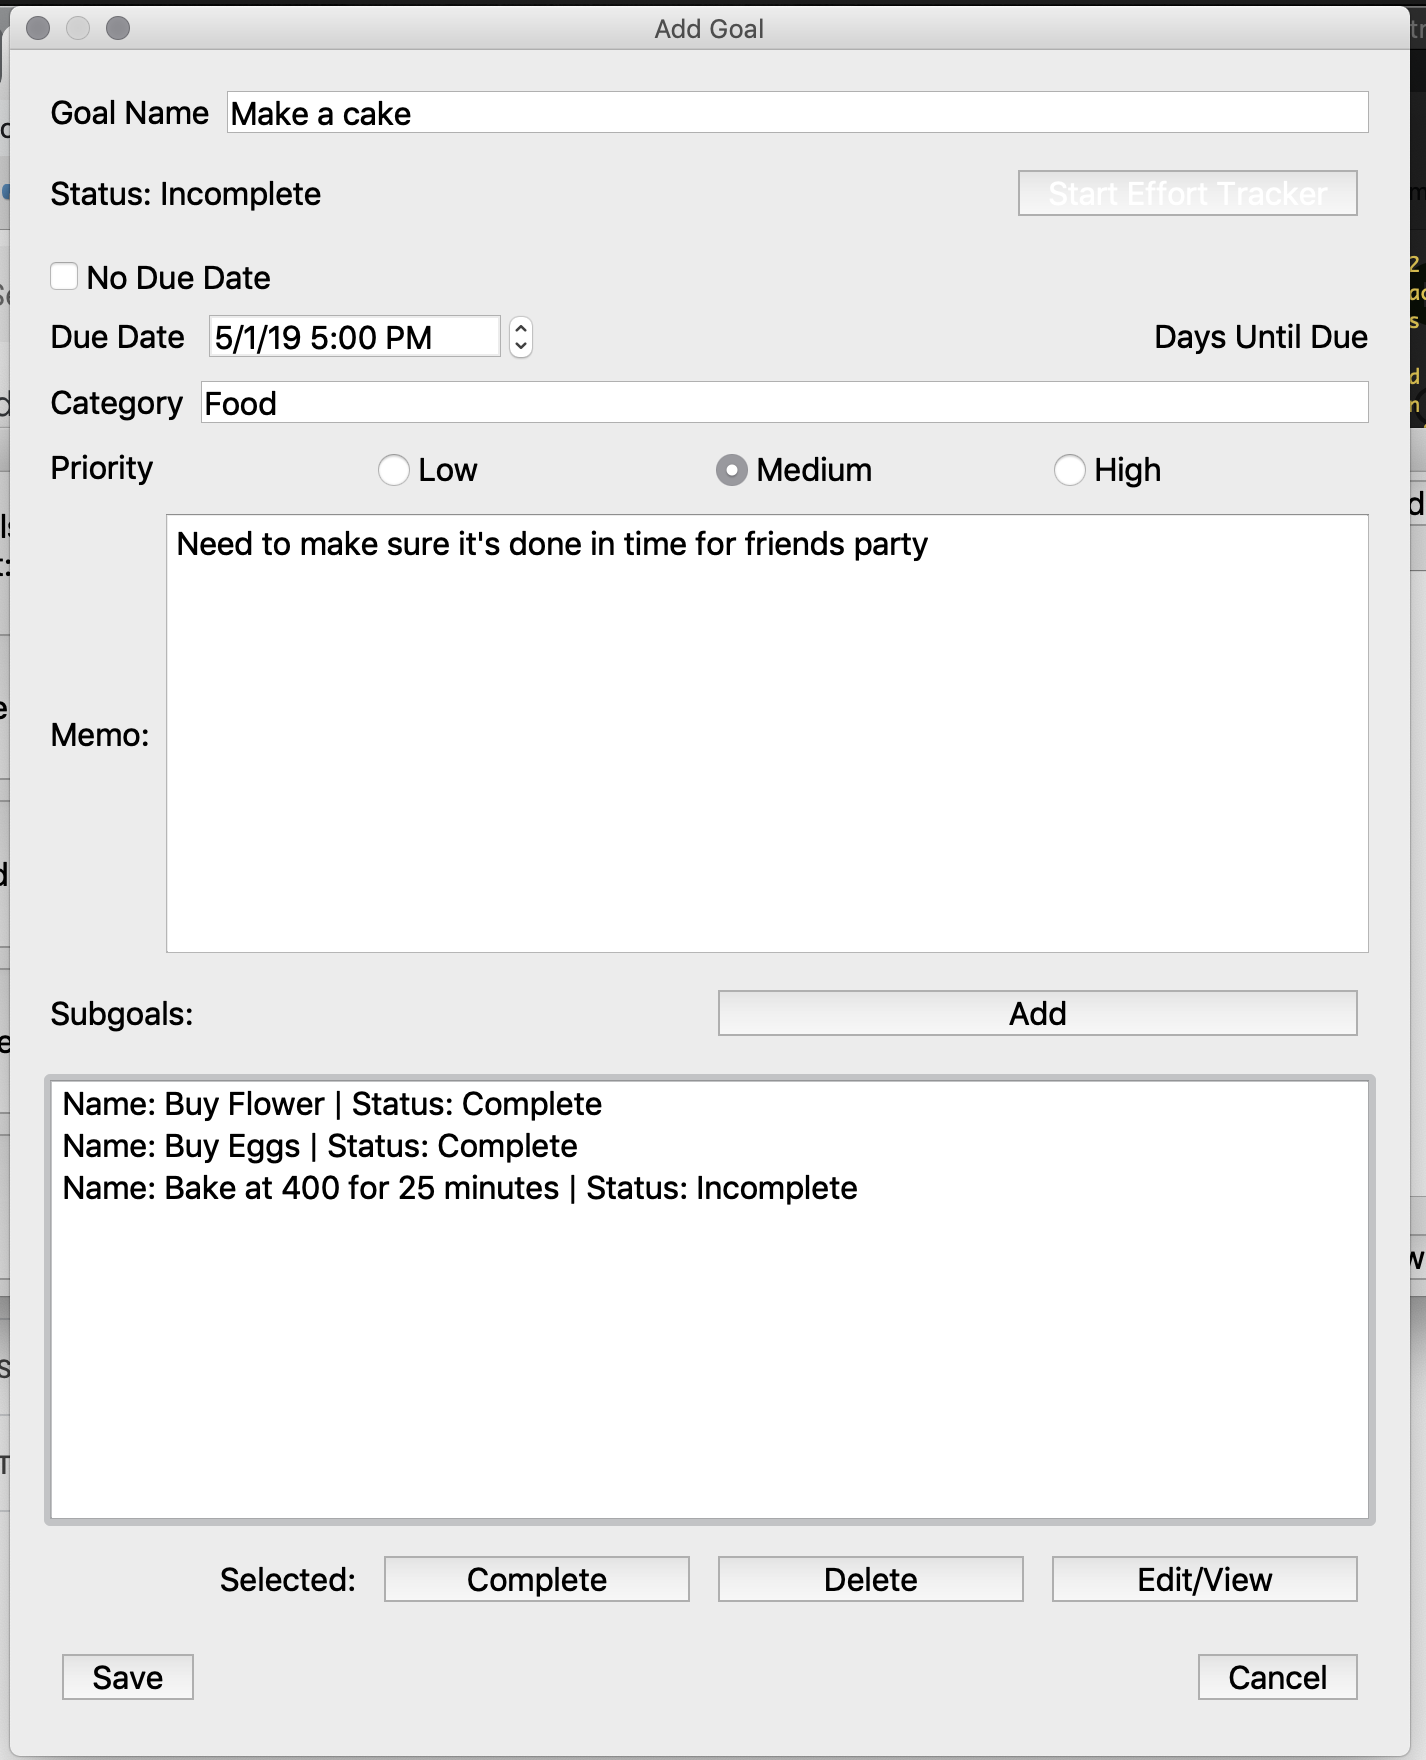 Add Goal
Goal Name Make a cake
Status: Incomplete Start Effort Tracker
No Due Date
Due Date 5/1/19 5:00 PM Days Until Due
Category Food
Priority Low Medium High
Need to make sure it's done in time for friends party
Memo:
Subgoals: Add
Name: Buy Flower | Status: Complete
Name: Buy Eggs | Status: Complete
Name: Bake at 400 for 25 minutes | Status: Incomplete
Selected: Complete Delete Edit/View
Save Cancel